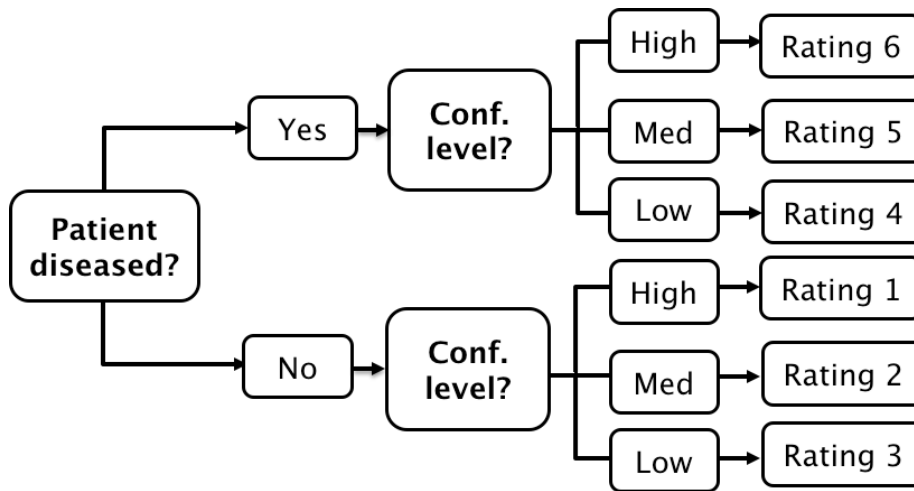 High
Rating 6
Yes
Conf.
level?
Med
Rating 5
Low
Rating 4
Patient
diseased?
High
Rating 1
No
Conf.
level?
Med
Rating 2
Low
Rating 3